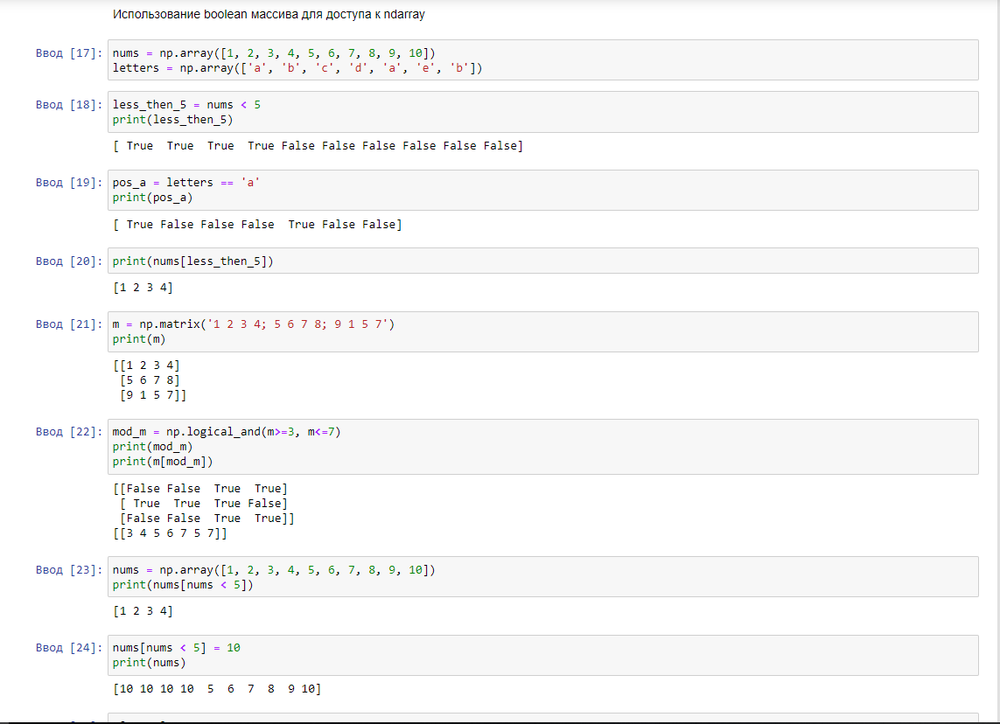 Использование boolean массива для доступа к ndarray
Ввод [17]: nums = np.array([1, 2, 3, 4, 5, 6, 7, 8, 9, 10])
letters = np.array(['a', 'b', 'c', 'd', 'a', 'e', 'b'])
Ввод [18]: less_then_5 = nums < 5
print(less_then_5)
[ True  True  True  True False False False False False False]
Ввод [19]: pos_a = letters == 'a'
print(pos_a)
[ True False False False  True False False]
Ввод [20]: print(nums[less_then_5])
[1 2 3 4]
Ввод [21]: m = np.matrix('1 2 3 4; 5 6 7 8; 9 1 5 7')
print(m)
[[1 2 3 4]
 [5 6 7 8]
 [9 1 5 7]]
Ввод [22]: mod_m = np.logical_and(m>=3, m<=7)
print(mod_m)
print(m[mod_m])
[[False False  True  True]
 [ True  True  True False]
 [False False  True  True]]
[[3 4 5 6 7 5 7]]
Ввод [23]: nums = np.array([1, 2, 3, 4, 5, 6, 7, 8, 9, 10])
print(nums[nums < 5])
[1 2 3 4]
Ввод [24]: nums[nums < 5] = 10
print(nums)
[10 10 10 10  5  6  7  8  9 10]